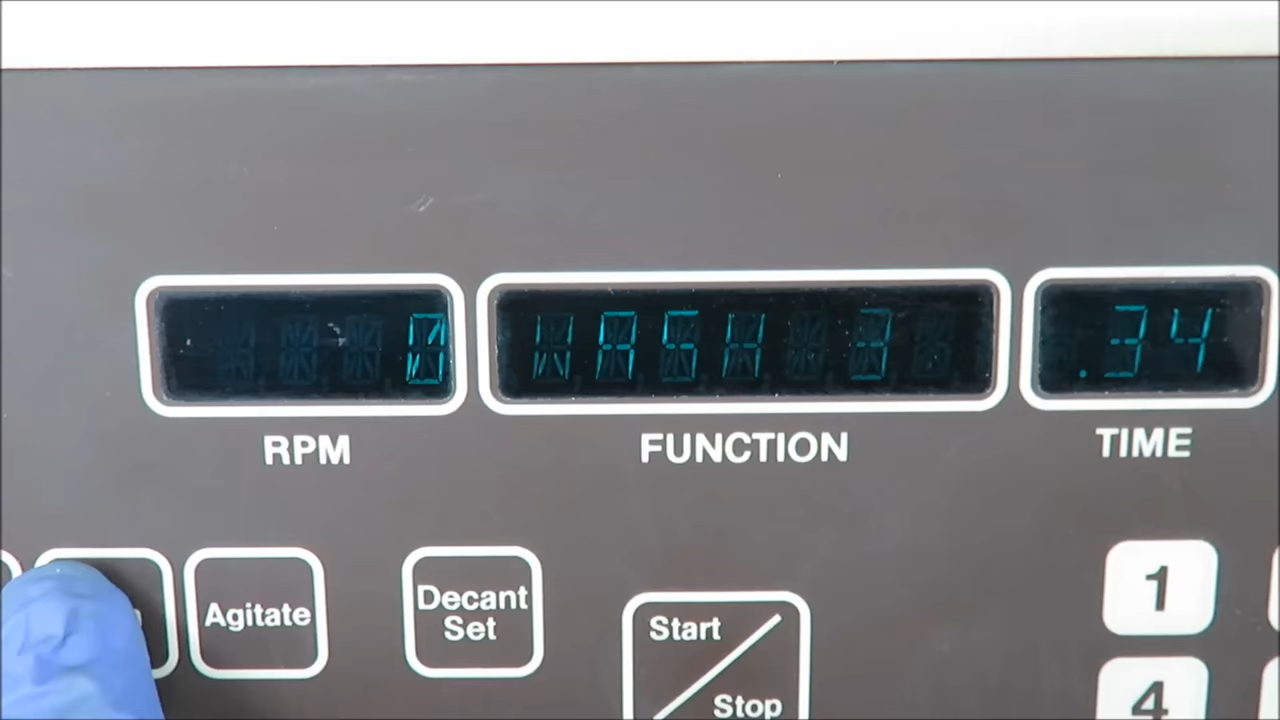 0 WASH 3 .34
RPM FUNCTION TIME
Agitate
Decant
Set
Start
Stop
1
4